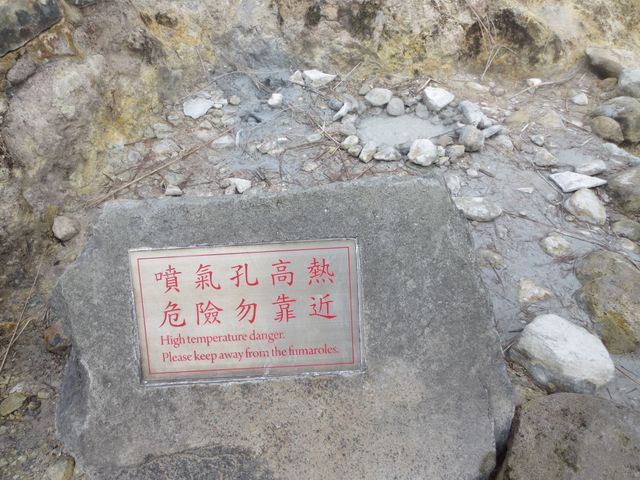 噴氣孔高熱
危險勿靠近
High temperature danger.
Please keep away from the fumaroles.